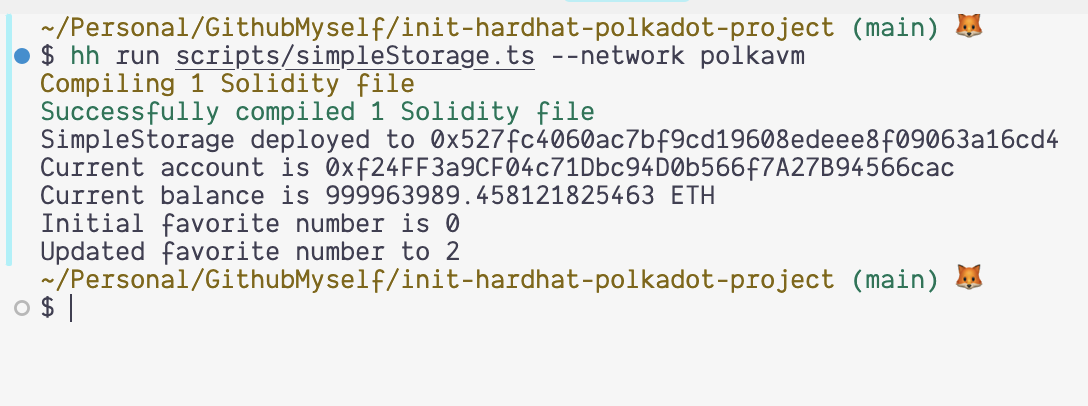 ~/Personal/GithubMyself/init-hardhat-polkadot-project (main) 🦊
$ hh run scripts/simpleStorage.ts --network polkavm
Compiling 1 Solidity file
Successfully compiled 1 Solidity file
SimpleStorage deployed to 0x527fc4060ac7bf9cd19608edeee8f09063a16cd4
Current account is 0xf24FF3a9CF04c71Dbc94D0b566f7A27B94566cac
Current balance is 999963989.458121825463 ETH
Initial favorite number is 0
Updated favorite number to 2
~/Personal/GithubMyself/init-hardhat-polkadot-project (main) 🦊
$